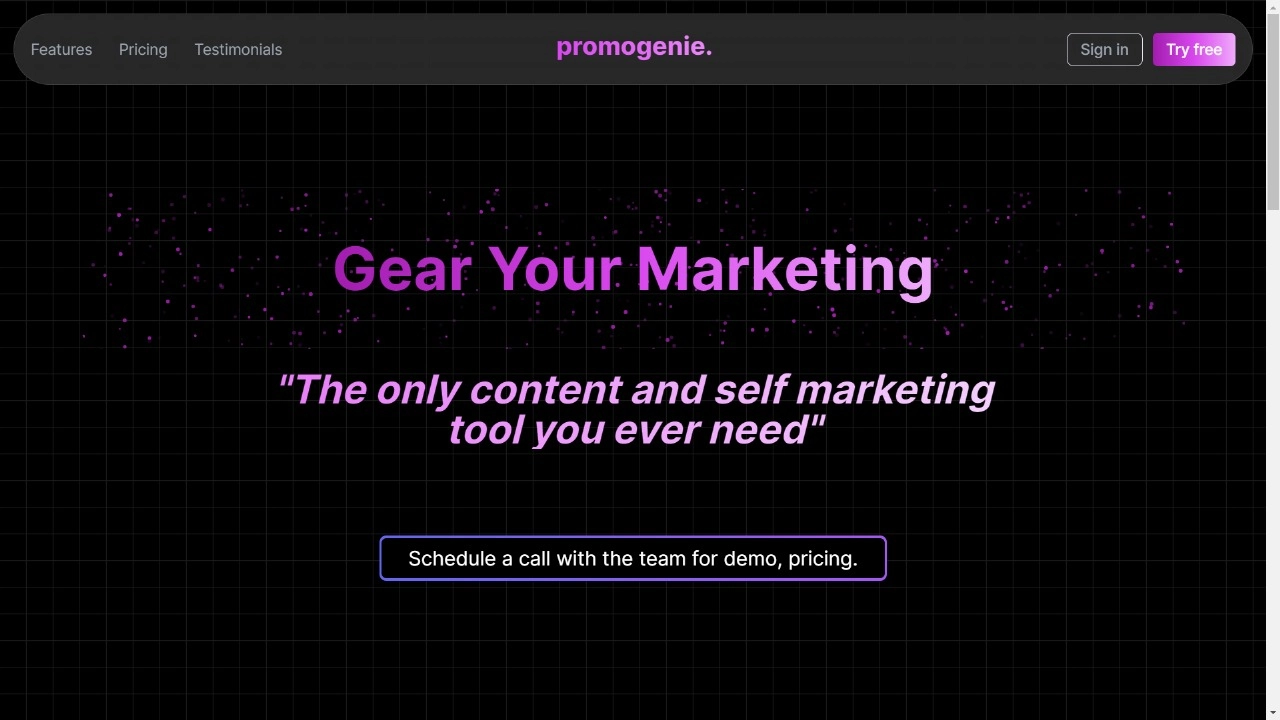 Features
Pricing
Testimonials
promogenie.
Sign in
Try free
Gear Your Marketing
"The only content and self marketing
tool you ever need"
Schedule a call with the team for demo, pricing.